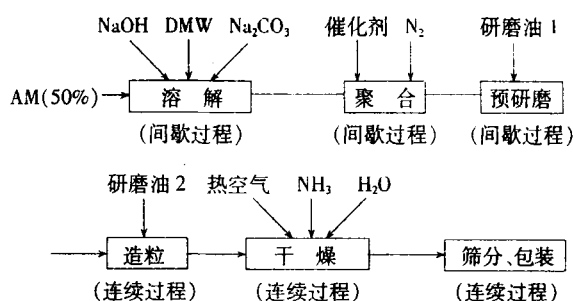 NaOH DMW Na₂CO₃ 催化剂 N₂ 研磨油 1
AM(50%) 溶解 聚合 预研磨
(间歇过程) (间歇过程) (间歇过程)
研磨油 2 热空气 NH₃ H₂O
造粒 干燥 筛分、包装
(连续过程) (连续过程) (连续过程)